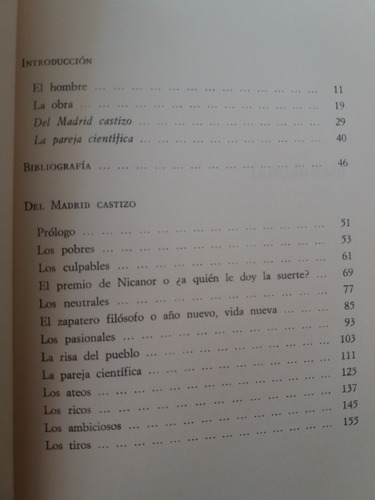 INTRODUCCIÓN
El hombre ... ... ... ... ... ... ... ... ... ... ... ... 11
La obra ... ... ... ... ... ... ... ... ... ... ... ... ... 19
Del Madrid castizo ... ... ... ... ... ... ... ... ... 29
La pareja científica ... ... ... ... ... ... ... ... ... 40
BIBLIOGRAFÍA ... ... ... ... ... ... ... ... ... ... ... 46
DEL MADRID CASTIZO
Prólogo ... ... ... ... ... ... ... ... ... ... ... ... ... 51
Los pobres ... ... ... ... ... ... ... ... ... ... ... ... 53
Los culpables ... ... ... ... ... ... ... ... ... ... ... 61
El premio de Nicanor o ¿a quién le doy la suerte? ... 69
Los neutrales ... ... ... ... ... ... ... ... ... ... ... 77
El zapatero filósofo o año nuevo, vida nueva ... ... 85
Los pasionales ... ... ... ... ... ... ... ... ... ... ... 93
La risa del pueblo ... ... ... ... ... ... ... ... ... ... 103
La pareja científica ... ... ... ... ... ... ... ... ... ... 111
Los ateos ... ... ... ... ... ... ... ... ... ... ... ... 125
Los ricos ... ... ... ... ... ... ... ... ... ... ... ... 137
Los ambiciosos ... ... ... ... ... ... ... ... ... ... ... 145
Los tiros ... ... ... ... ... ... ... ... ... ... ... ... 155